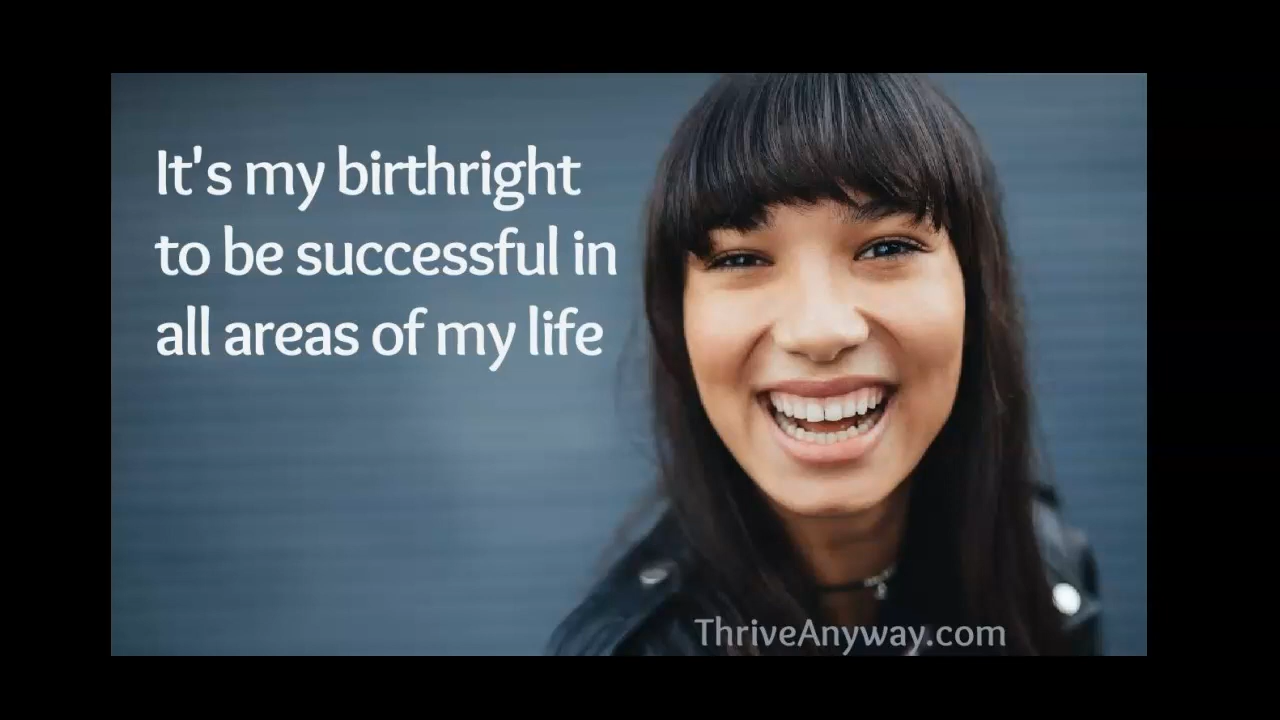 It's my birthright
to be successful in
all areas of my life
ThriveAnyway.com